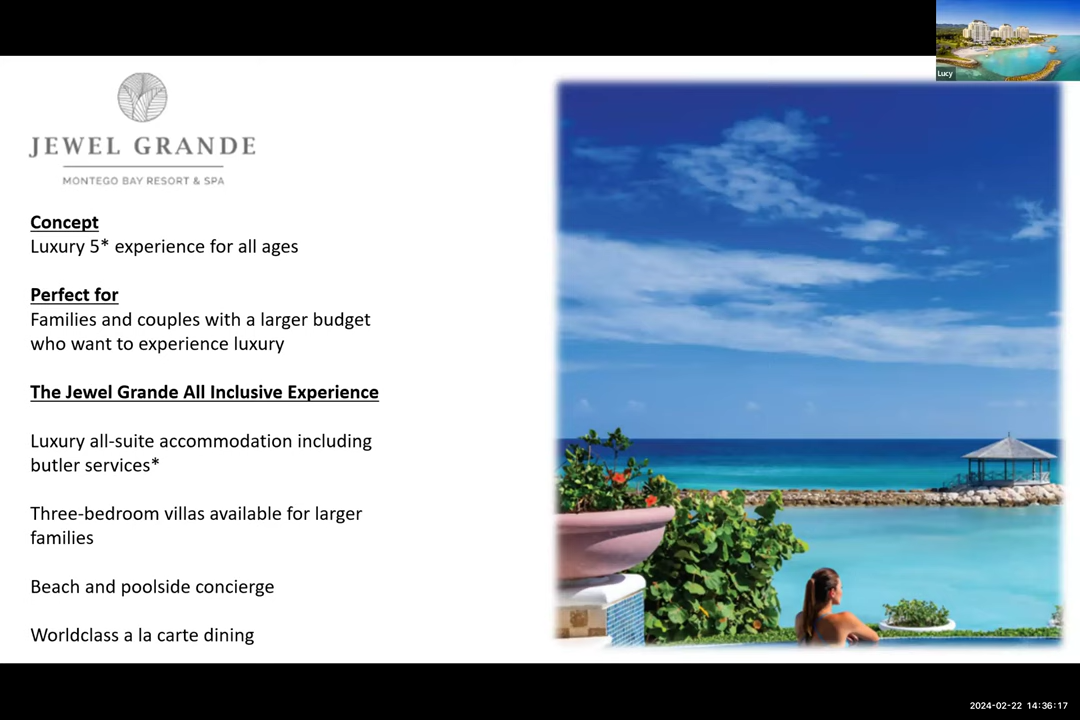 Lucy
JEWEL GRANDE
MONTEGO BAY RESORT & SPA
Concept
Luxury 5* experience for all ages
Perfect for
Families and couples with a larger budget
who want to experience luxury
The Jewel Grande All Inclusive Experience
Luxury all-suite accommodation including
butler services*
Three-bedroom villas available for larger
families
Beach and poolside concierge
Worldclass a la carte dining
2024-02-22 14:36:17